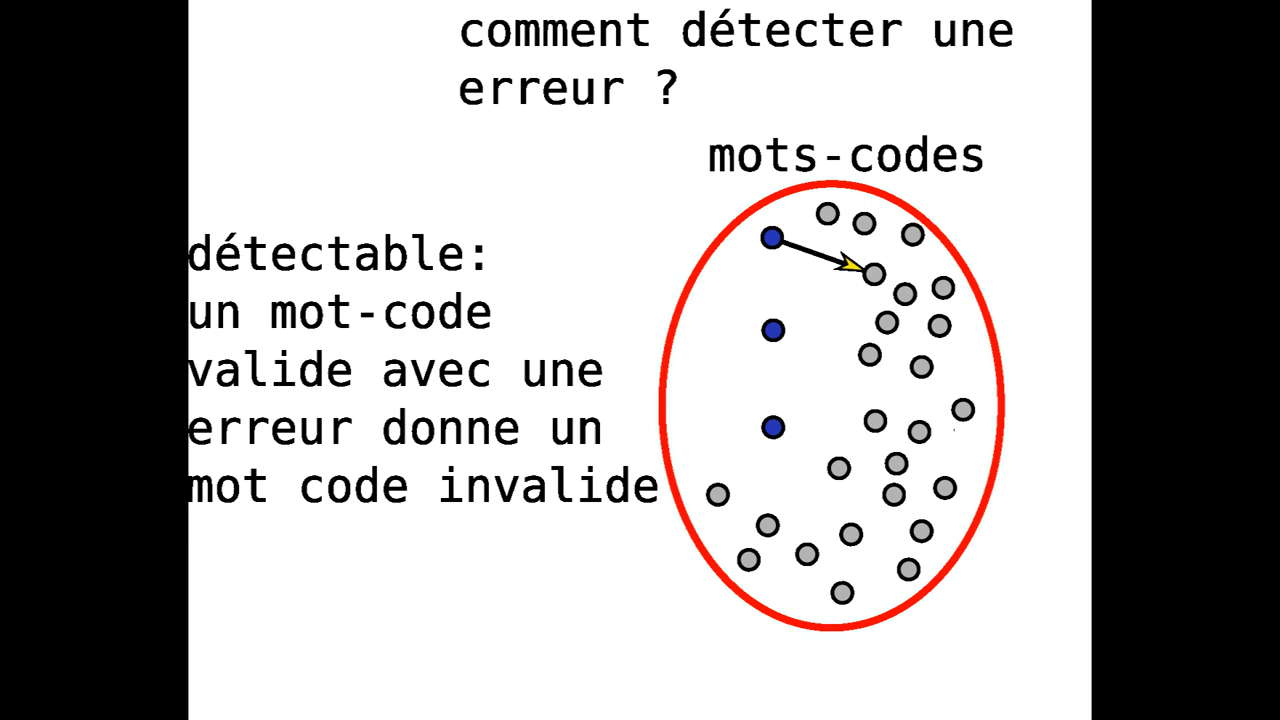 comment détecter une
erreur ?
mots-codes
détectable:
un mot-code
valide avec une
erreur donne un
mot code invalide